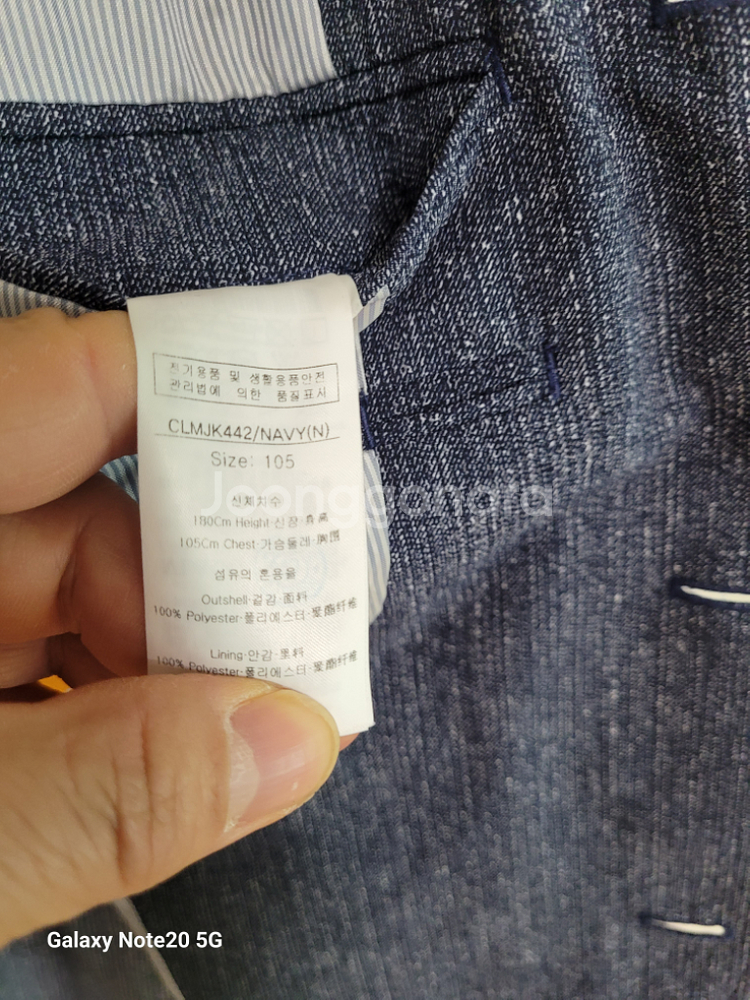 전기용품 및 생활용품안전
관리법에 의한 품질표시
CLMJK442/NAVY(N)
Size: 105
신체치수
180Cm Height·신장·身高
105Cm Chest·가슴둘레·胸围
섬유의 혼용율
Outshell·겉감·面料
100% Polyester·폴리에스터·聚酯纤维
Lining·안감·里料
100% Polyester·폴리에스터·聚酯纤维
Joonggonara
Galaxy Note20 5G